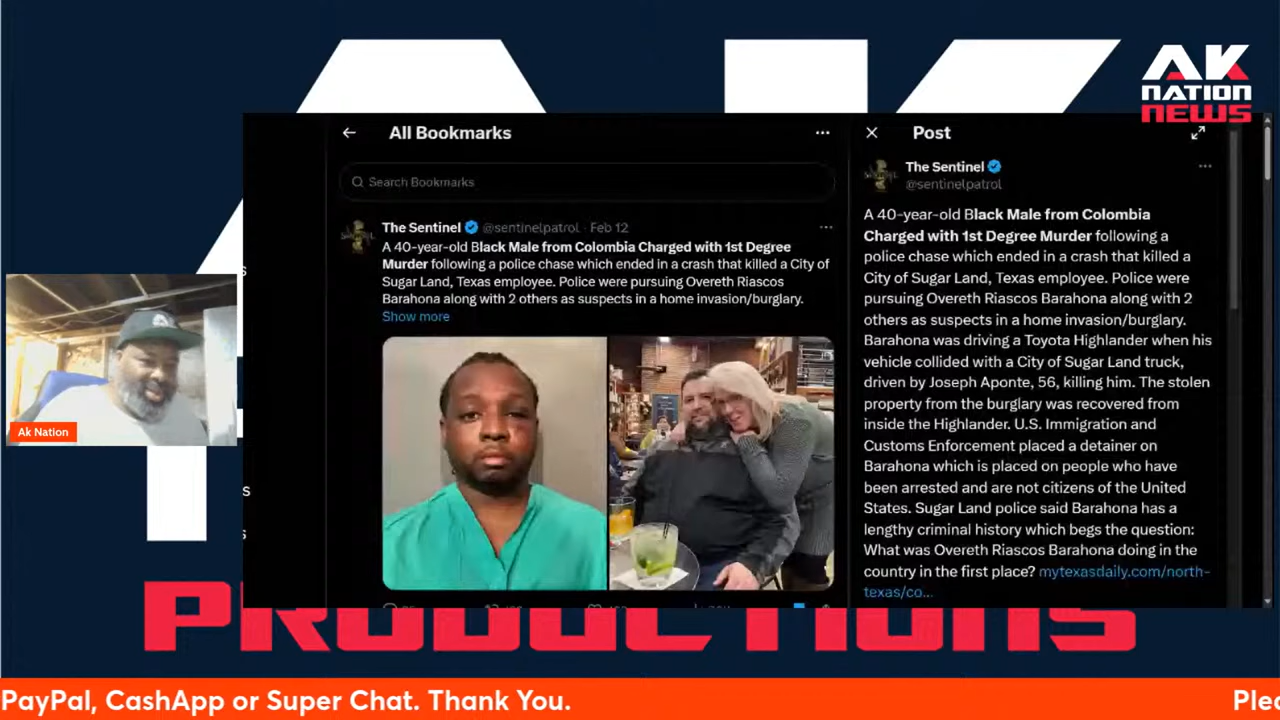 AK
NATION
NEWS
All Bookmarks
Search Bookmarks
The Sentinel @sentinelpatrol · Feb 12
A 40-year-old Black Male from Colombia Charged with 1st Degree
Murder following a police chase which ended in a crash that killed a City of
Sugar Land, Texas employee. Police were pursuing Overeth Riascos
Barahona along with 2 others as suspects in a home invasion/burglary.
Show more
Post
The Sentinel
@sentinelpatrol
A 40-year-old Black Male from Colombia
Charged with 1st Degree Murder following a
police chase which ended in a crash that killed a
City of Sugar Land, Texas employee. Police were
pursuing Overeth Riascos Barahona along with 2
others as suspects in a home invasion/burglary.
Barahona was driving a Toyota Highlander when his
vehicle collided with a City of Sugar Land truck,
driven by Joseph Aponte, 56, killing him. The stolen
property from the burglary was recovered from
inside the Highlander. U.S. Immigration and
Customs Enforcement placed a detainer on
Barahona which is placed on people who have
been arrested and are not citizens of the United
States. Sugar Land police said Barahona has a
lengthy criminal history which begs the question:
What was Overeth Riascos Barahona doing in the
country in the first place? mytexasdaily.com/north-
texas/co...
Ak Nation
PRODUCTIONS
PayPal, CashApp or Super Chat. Thank You.